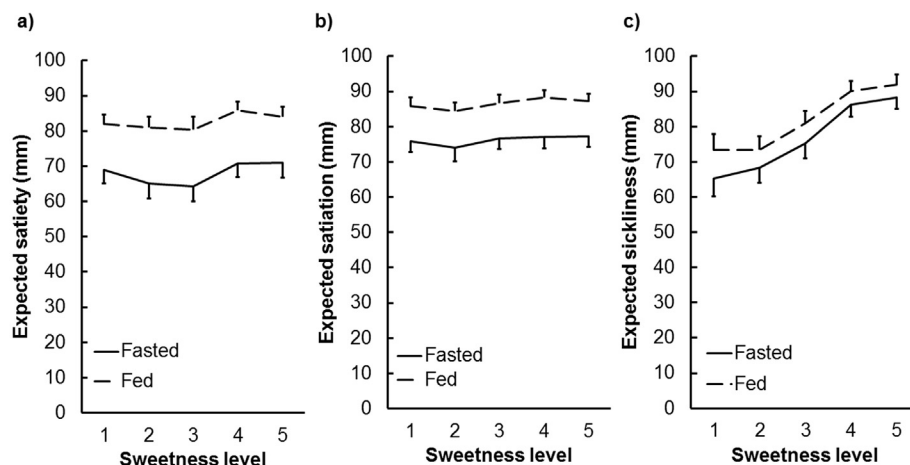 a)
Expected satiety (mm)
100
90
80
70
60
50
40
30
20
10
0
Fasted
Fed
1 2 3 4 5
Sweetness level
b)
Expected satiation (mm)
100
90
80
70
60
50
40
30
20
10
0
Fasted
Fed
1 2 3 4 5
Sweetness level
c)
Expected sickliness (mm)
100
90
80
70
60
50
40
30
20
10
0
Fasted
Fed
1 2 3 4 5
Sweetness level